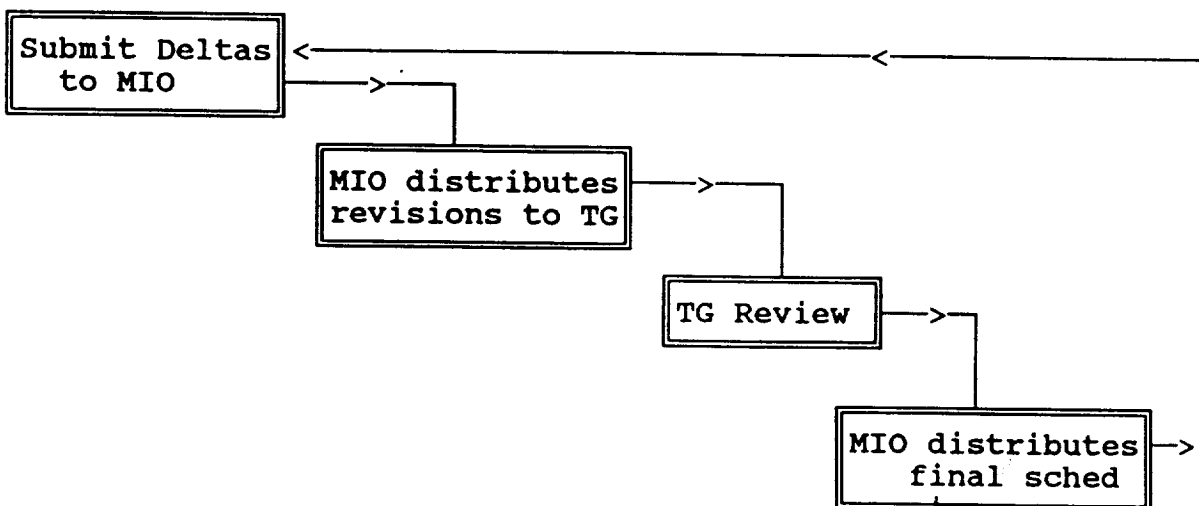 Submit Deltas
to MIO
MIO distributes
revisions to TG
TG Review
MIO distributes
final sched